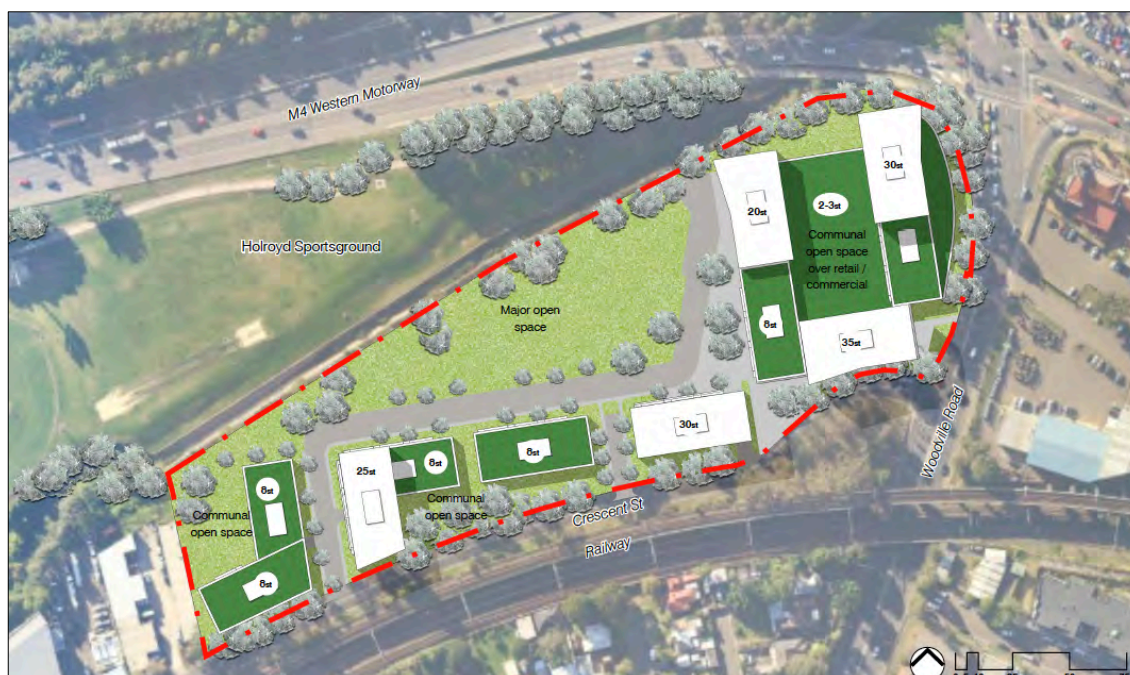 M4 Western Motorway
Holroyd Sportsground
Major open
space
20st
30st
2-3st
Communal
open space
over retail /
commercial
8st
35st
Woodville Road
30st
8st
8st
25st
Communal
open space
8st
Communal
open space
8st
Crescent St
Railway